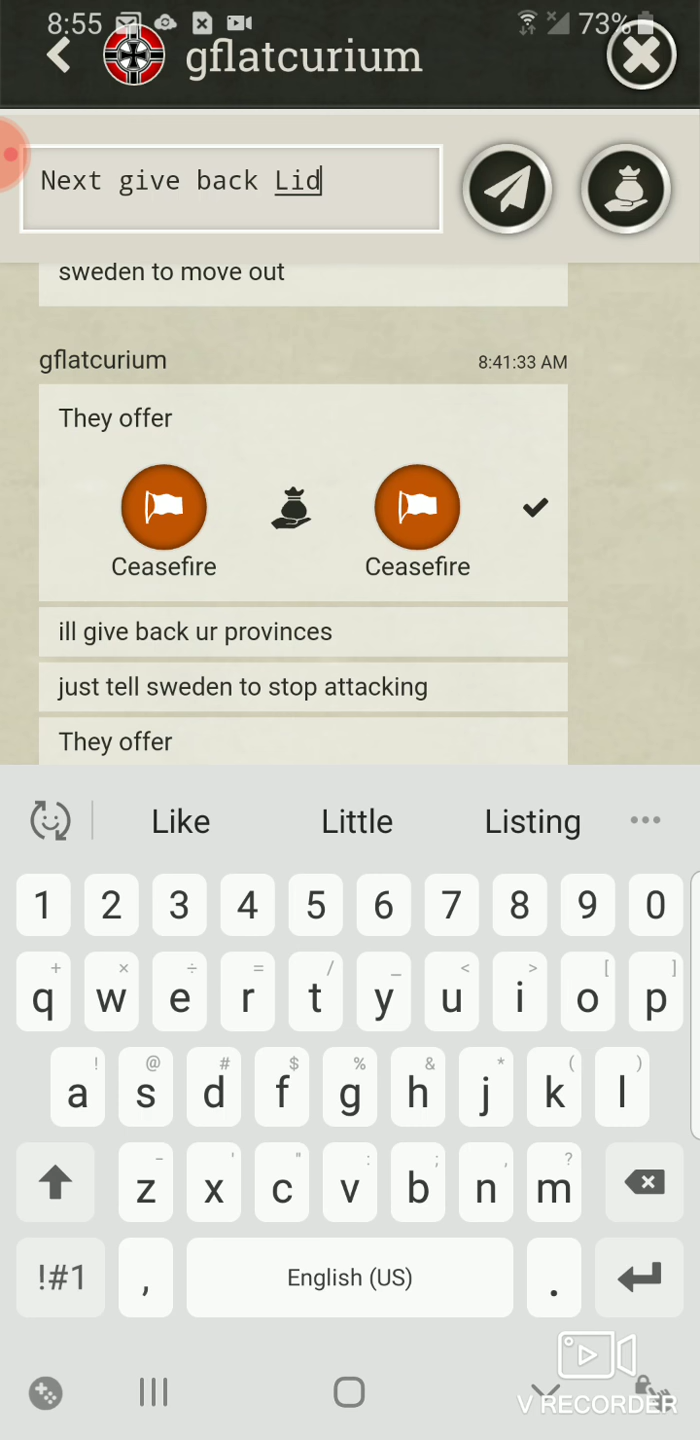 8:55
73%
gflatcurium
Next give back Lid
sweden to move out
gflatcurium
8:41:33 AM
They offer
Ceasefire
Ceasefire
ill give back ur provinces
just tell sweden to stop attacking
They offer
Like Little Listing
1 2 3 4 5 6 7 8 9 0
+ × ÷ = / _ < > [ ]
q w e r t y u i o p
! @ # $ % & * ( )
a s d f g h j k l
- ' " : ; , ?
z x c v b n m
!#1 , English (US) .
V RECORDER